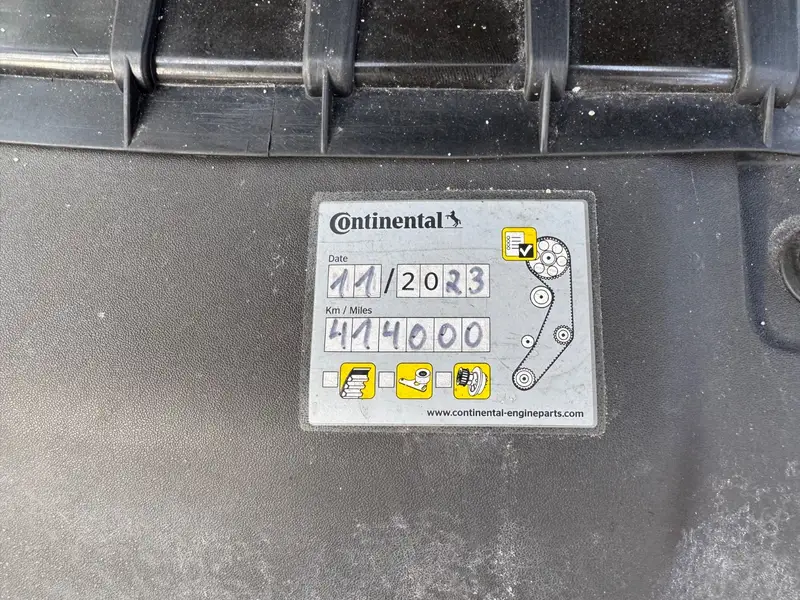 Continental
Date
11/2023
Km / Miles
414000
www.continental-engineparts.com